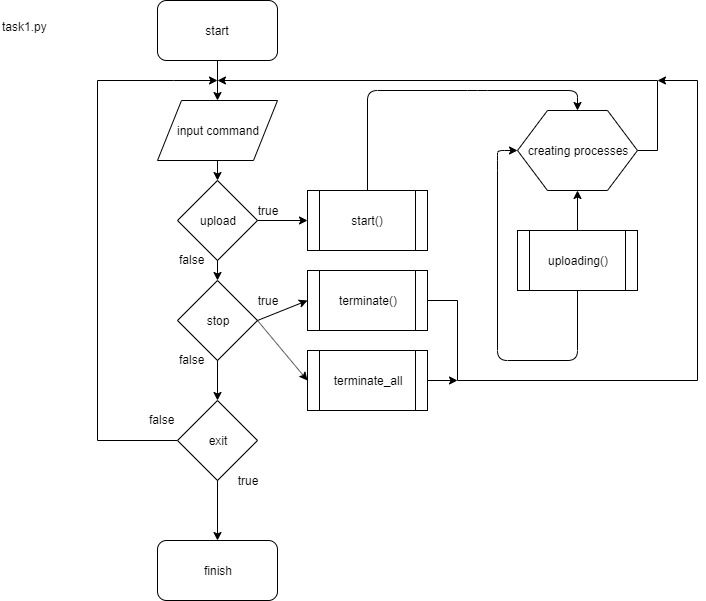 task1.py
start
input command
creating processes
upload
true
start()
false
uploading()
stop
true
terminate()
false
terminate_all
false
exit
true
finish